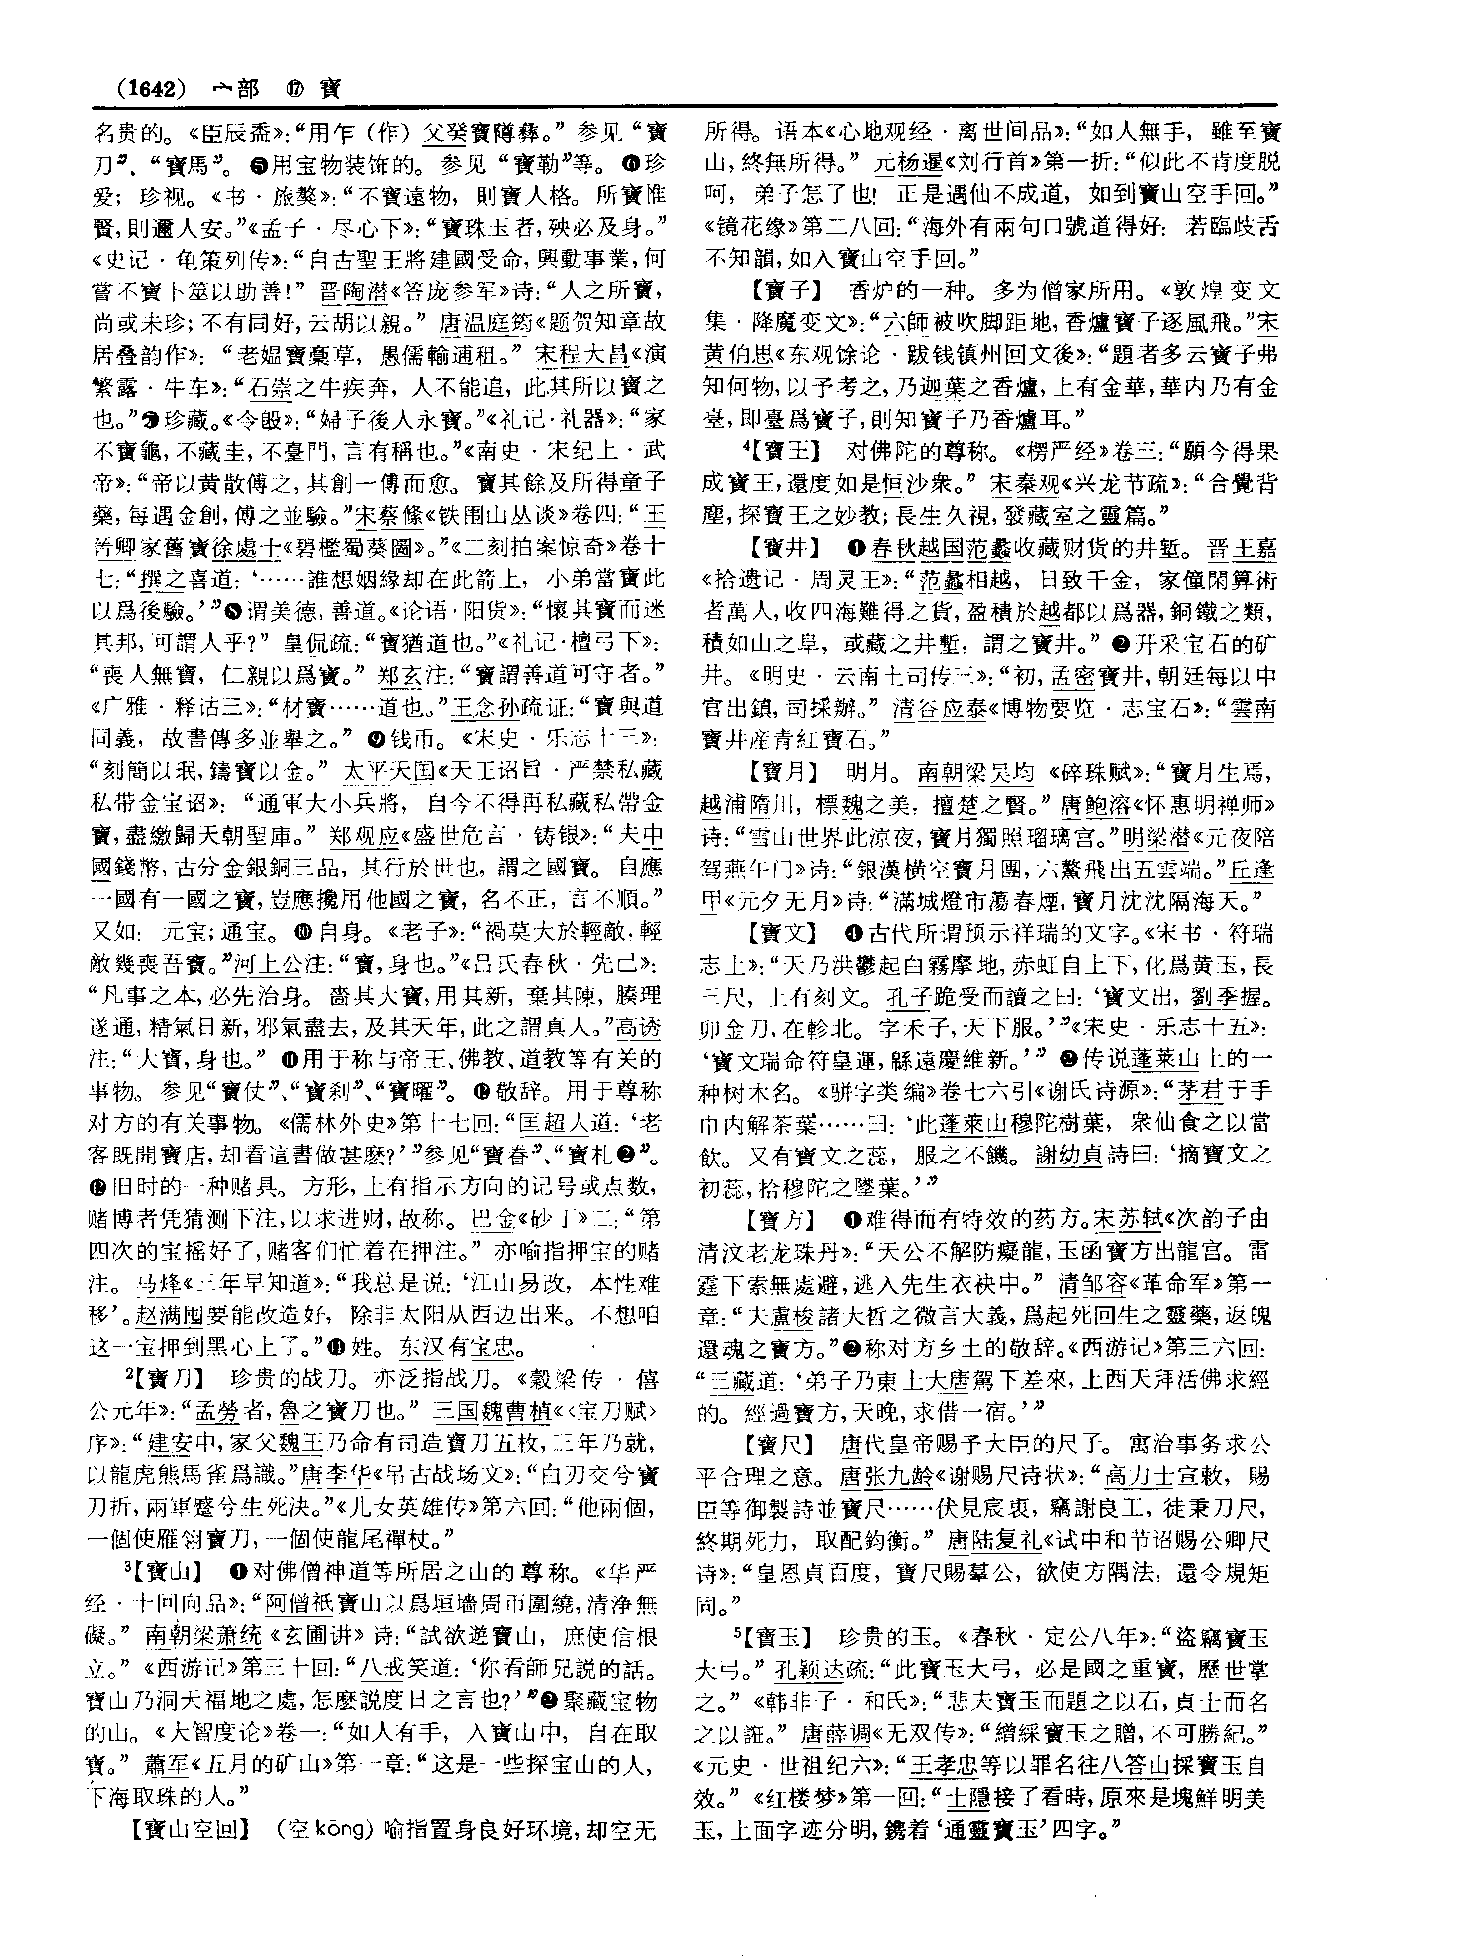 (1642) 宀部 ⑰ 寶
名贵的。《臣辰盉》:“用乍（作）父癸寶䵼彝。” 参见“寶
刀”、“寶馬”。❺用宝物装饰的。参见“寶勒”等。❻珍
爱；珍视。《书·旅獒》:“不寶遠物，則寶人格。所寶惟
賢,則邇人安。”《孟子·尽心下》:“寶珠玉者,殃必及身。”
《史记·龟策列传》:“自古聖王將建國受命,興動事業,何
嘗不寶卜筮以助善!” 晋陶潜《答庞参军》诗:“人之所寶,
尚或未珍;不有同好,云胡以親。” 唐温庭筠《题贺知章故
居叠韵作》:“老媼寶藁草，愚儒輸逋租。” 宋程大昌《演
繁露·牛车》:“石崇之牛疾奔，人不能追，此其所以寶之
也。”❼珍藏。《令𣪘》:“婦子後人永寶。”《礼记·礼器》:“家
不寶龜,不藏圭,不臺門,言有稱也。”《南史·宋纪上·武
帝》:“帝以黄散傅之,其創一傅而愈。寶其餘及所得童子
藥,每遇金創,傅之並驗。”宋蔡絛《铁围山丛谈》卷四:“王
晋卿家舊寶徐處士《碧檻蜀葵圖》。”《二刻拍案惊奇》卷十
七:“撰之喜道:‘……誰想姻緣却在此箭上，小弟當寶此
以爲後驗。’”❽谓美德,善道。《论语·阳货》:“懷其寶而迷
其邦,可謂人乎?” 皇侃疏:“寶猶道也。”《礼记·檀弓下》:
“喪人無寶，仁親以爲寶。” 郑玄注:“寶謂善道可守者。”
《广雅·释诂三》:“材寶……道也。”王念孙疏证:“寶與道
同義，故書傳多並舉之。” ❾钱币。《宋史·乐志十三》:
“刻簡以珉,鑄寶以金。” 太平天囯《天王诏旨·严禁私藏
私带金宝诏》:“通軍大小兵將，自今不得再私藏私帶金
寶,盡繳歸天朝聖庫。” 郑观应《盛世危言·铸银》:“夫中
國錢幣,古分金銀銅三品，其行於世也，謂之國寶。自應
一國有一國之寶,豈應攙用他國之寶，名不正，言不順。”
又如：元宝;通宝。❿自身。《老子》:“禍莫大於輕敵,輕
敵幾喪吾寶。”河上公注:“寶,身也。”《吕氏春秋·先己》:
“凡事之本,必先治身。嗇其大寶,用其新，棄其陳，腠理
遂通,精氣日新,邪氣盡去,及其天年,此之謂真人。”高诱
注:“大寶,身也。” ⓫用于称与帝王、佛教、道教等有关的
事物。参见“寶仗”、“寶刹”、“寶曜”。⓬敬辞。用于尊称
对方的有关事物。《儒林外史》第十七回:“匡超人道:‘老
客既開寶店,却看這書做甚麽?’”参见“寶眷”、“寶札❷”。
⓭旧时的一种赌具。方形,上有指示方向的记号或点数,
赌博者凭猜测下注,以求进财,故称。巴金《砂丁》二:“第
四次的宝摇好了,赌客们忙着在押注。” 亦喻指押宝的赌
注。马烽《三年早知道》:“我总是说:‘江山易改，本性难
移’。赵满囤要能改造好，除非太阳从西边出来。不想咱
这一宝押到黑心上了。”⓮姓。东汉有宝忠。
²【寶刀】 珍贵的战刀。亦泛指战刀。《穀梁传·僖
公元年》:“孟勞者,魯之寶刀也。” 三国魏曹植《〈宝刀赋〉
序》:“建安中,家父魏王乃命有司造寶刀五枚,三年乃就,
以龍虎熊馬雀爲識。”唐李华《吊古战场文》:“白刃交兮寶
刀折,兩軍蹙兮生死决。”《儿女英雄传》第六回:“他兩個,
一個使雁翎寶刀,一個使龍尾禪杖。”
³【寶山】 ❶对佛僧神道等所居之山的尊称。《华严
经·十回向品》:“阿僧祇寶山以爲垣墻周帀圍繞,清浄無
礙。” 南朝梁萧统《玄圃讲》诗:“試欲遊寶山，庶使信根
立。” 《西游记》第三十回:“八戒笑道:‘你看師兄説的話。
寶山乃洞天福地之處,怎麽説度日之言也?’”❷聚藏宝物
的山。《大智度论》卷一:“如人有手，入寶山中，自在取
寶。” 蕭军《五月的矿山》第一章:“这是一些探宝山的人,
下海取珠的人。”
【寶山空回】 (空kōng) 喻指置身良好环境,却空无
所得。语本《心地观经·离世间品》:“如人無手，雖至寶
山,終無所得。” 元杨暹《刘行首》第一折:“似此不肯度脱
呵，弟子怎了也! 正是遇仙不成道，如到寶山空手回。”
《镜花缘》第二八回:“海外有兩句口號道得好: 若臨歧舌
不知韻,如入寶山空手回。”
【寶子】 香炉的一种。多为僧家所用。《敦煌变文
集·降魔变文》:“六師被吹脚距地,香爐寶子逐風飛。”宋
黄伯思《东观馀论·跋钱镇州回文後》:“題者多云寶子弗
知何物,以予考之,乃迦葉之香爐,上有金華,華内乃有金
臺,即臺爲寶子,則知寶子乃香爐耳。”
⁴【寶王】 对佛陀的尊称。《楞严经》卷三:“願今得果
成寶王,還度如是恒沙衆。” 宋秦观《兴龙节疏》:“合覺背
塵,探寶王之妙教;長生久視,發藏室之靈篇。”
【寶井】 ❶春秋越国范蠡收藏财货的井堑。晋王嘉
《拾遗记·周灵王》:“范蠡相越，日致千金，家僮閑算術
者萬人,收四海難得之貨,盈積於越都以爲器,銅鐵之類,
積如山之阜，或藏之井塹，謂之寶井。” ❷开采宝石的矿
井。《明史·云南土司传三》:“初,孟密寶井,朝廷每以中
官出鎮,司採辦。” 清谷应泰《博物要览·志宝石》:“雲南
寶井産青紅寶石。”
【寶月】 明月。南朝梁吴均《碎珠赋》:“寶月生焉,
越浦隋川，標魏之美，擅楚之賢。” 唐鲍溶《怀惠明禅师》
诗:“雪山世界此涼夜,寶月獨照瑠璃宫。”明梁潜《元夜陪
驾燕午门》诗:“銀漢横空寶月團,六鰲飛出五雲端。”丘逢
甲《元夕无月》诗:“滿城燈市蕩春煙,寶月沈沈隔海天。”
【寶文】 ❶古代所谓预示祥瑞的文字。《宋书·符瑞
志上》:“天乃洪鬱起白霧摩地,赤虹自上下,化爲黄玉,長
三尺，上有刻文。孔子跪受而讀之曰:‘寶文出，劉季握。
卯金刀,在軫北。字禾子,天下服。’”《宋史·乐志十五》:
‘寶文瑞命符皇運,緜遠慶維新。’” ❷传说蓬莱山上的一
种树木名。《骈字类编》卷七六引《谢氏诗源》:“茅君于手
巾内解茶葉……曰:‘此蓬萊山穆陀樹葉，衆仙食之以當
飲。又有寶文之蕊，服之不饑。謝幼貞詩曰:‘摘寶文之
初蕊,拾穆陀之墜葉。’”
【寶方】 ❶难得而有特效的药方。宋苏轼《次韵子由
清汶老龙珠丹》:“天公不解防癡龍,玉函寶方出龍宫。雷
霆下索無處避,逃入先生衣袂中。” 清邹容《革命军》第一
章:“夫盧梭諸大哲之微言大義,爲起死回生之靈藥,返魄
還魂之寶方。”❷称对方乡土的敬辞。《西游记》第三六回:
“三藏道:‘弟子乃東土大唐駕下差來,上西天拜活佛求經
的。經過寶方,天晚,求借一宿。’”
【寶尺】 唐代皇帝赐予大臣的尺子。寓治事务求公
平合理之意。唐张九龄《谢赐尺诗状》:“高力士宣敕，賜
臣等御製詩並寶尺……伏見宸衷，竊謝良工，徒秉刀尺,
終期死力，取配鈞衡。” 唐陆复礼《试中和节诏赐公卿尺
诗》:“皇恩貞百度，寶尺賜羣公，欲使方隅法，還令規矩
同。”
⁵【寶玉】 珍贵的玉。《春秋·定公八年》:“盜竊寶玉
大弓。”孔颖达疏:“此寶玉大弓，必是國之重寶，歷世掌
之。” 《韩非子·和氏》:“悲夫寶玉而題之以石,貞士而名
之以誑。” 唐薛调《无双传》:“繒綵寶玉之贈,不可勝紀。”
《元史·世祖纪六》:“王孝忠等以罪名往八答山採寶玉自
效。” 《红楼梦》第一回:“士隱接了看時,原來是塊鮮明美
玉,上面字迹分明,鐫着‘通靈寶玉’四字。”